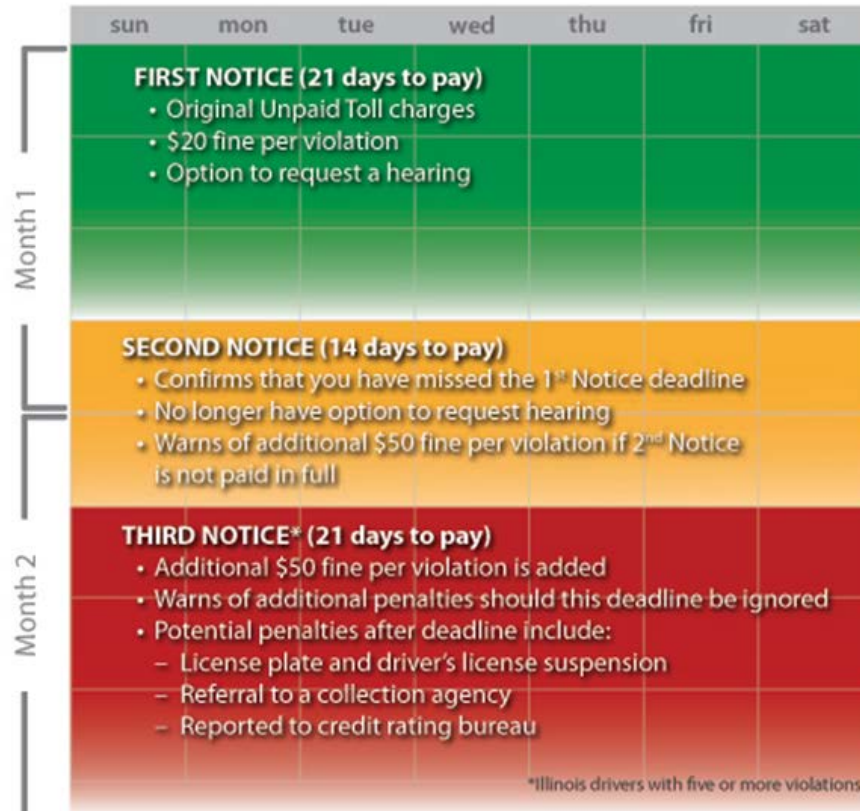 sun mon tue wed thu fri sat
Month 1
FIRST NOTICE (21 days to pay)
• Original Unpaid Toll charges
• $20 fine per violation
• Option to request a hearing
SECOND NOTICE (14 days to pay)
• Confirms that you have missed the 1st Notice deadline
• No longer have option to request hearing
• Warns of additional $50 fine per violation if 2nd Notice
is not paid in full
Month 2
THIRD NOTICE* (21 days to pay)
• Additional $50 fine per violation is added
• Warns of additional penalties should this deadline be ignored
• Potential penalties after deadline include:
– License plate and driver's license suspension
– Referral to a collection agency
– Reported to credit rating bureau
*Illinois drivers with five or more violations